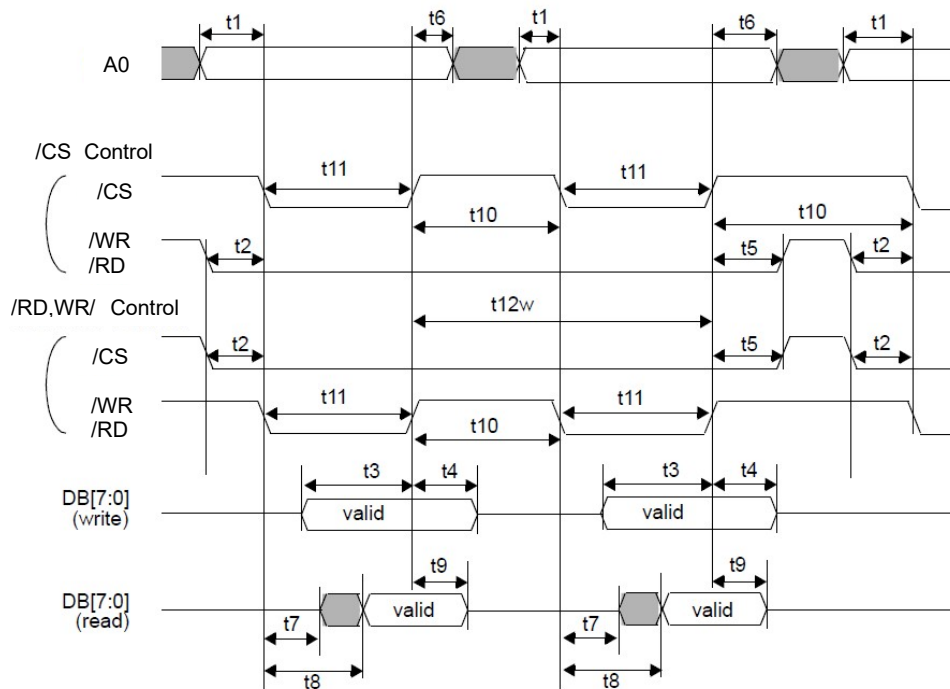 t1 t6 t1 t6 t1
A0
/CS Control
t11 t11
/CS
t10 t10
/WR
t2 t5 t2
/RD
/RD,WR/ Control
t12w
t2 t5 t2
/CS
/WR
t11 t11
/RD
t10
t3 t4 t3 t4
DB[7:0]
valid valid
(write)
t9 t9
DB[7:0]
valid valid
(read)
t7 t7
t8 t8